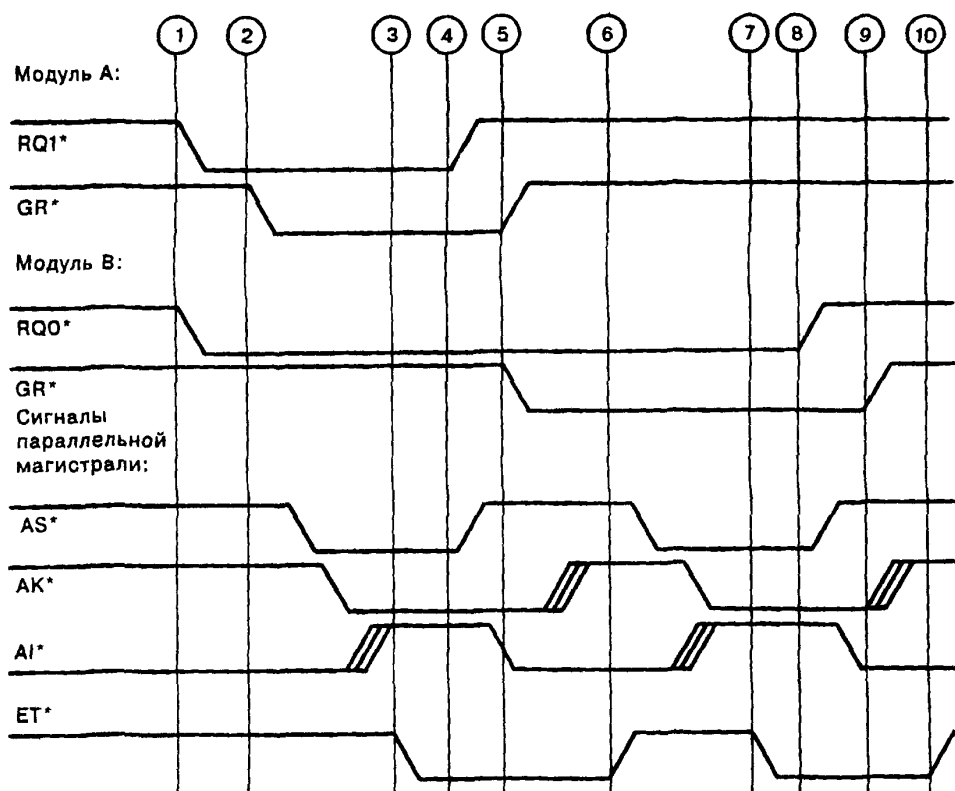 1 2 3 4 5 6 7 8 9 10
Модуль А:
RQ1*
GR*
Модуль В:
RQ0*
GR*
Сигналы
параллельной
магистрали:
AS*
AK*
AI*
ET*